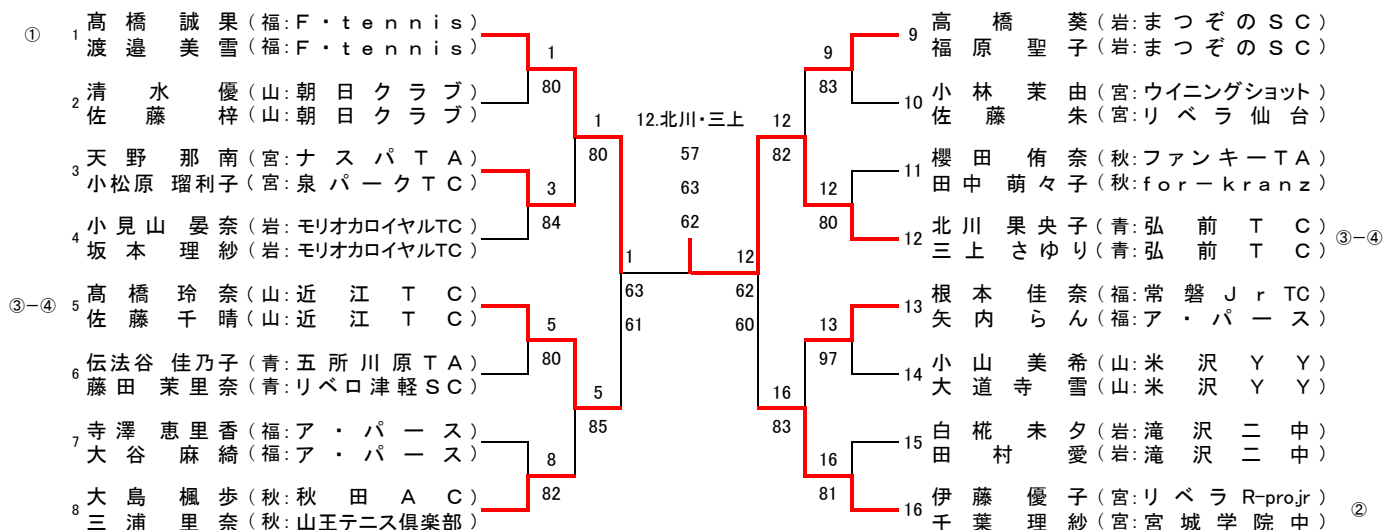 ① 1 髙橋 誠果 (福:F・tennis)
渡邉 美雪 (福:F・tennis)
2 清水 優 (山:朝日クラブ)
佐藤 梓 (山:朝日クラブ)
3 天野 那南 (宮:ナスパTA)
小松原 瑠利子 (宮:泉パークTC)
4 小見山 晏奈 (岩:モリオカロイヤルTC)
坂本 理紗 (岩:モリオカロイヤルTC)
③−④ 5 髙橋 玲奈 (山:近江TC)
佐藤 千晴 (山:近江TC)
6 伝法谷 佳乃子 (青:五所川原TA)
藤田 茉里奈 (青:リベロ津軽SC)
7 寺澤 恵里香 (福:ア・パース)
大谷 麻綺 (福:ア・パース)
8 大島 楓歩 (秋:秋田AC)
三浦 里奈 (秋:山王テニス倶楽部)
1
80
3
84
5
80
8
82
1
80
5
85
1
63
61
12.北川・三上
57
63
62
12
62
60
12
82
16
83
9
83
12
80
13
97
16
81
9 高橋 葵 (岩:まつぞのSC)
福原 聖子 (岩:まつぞのSC)
10 小林 茉由 (宮:ウイニングショット)
佐藤 朱 (宮:リベラ仙台)
11 櫻田 侑奈 (秋:ファンキーTA)
田中 萌々子 (秋:for−kranz)
12 北川 果央子 (青:弘前TC) ③−④
三上 さゆり (青:弘前TC)
13 根本 佳奈 (福:常磐JrTC)
矢内 らん (福:ア・パース)
14 小山 美希 (山:米沢YY)
大道寺 雪 (山:米沢YY)
15 白椛 未夕 (岩:滝沢二中)
田村 愛 (岩:滝沢二中)
16 伊藤 優子 (宮:リベラR-pro.jr) ②
千葉 理紗 (宮:宮城学院中)